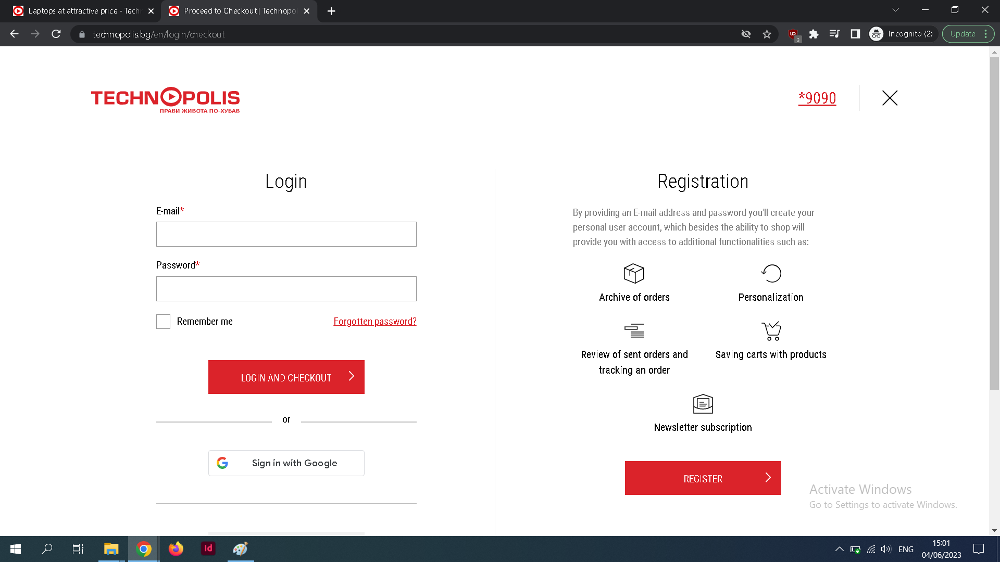 Laptops at attractive price - Techn
Proceed to Checkout | Technopol
technopolis.bg/en/login/checkout
3
Incognito (2)
Update
TECHNOPOLIS
ПРАВИ ЖИВОТА ПО-ХУБАВ
*9090
Login
E-mail*
Password*
Remember me
Forgotten password?
LOGIN AND CHECKOUT
or
Sign in with Google
Registration
By providing an E-mail address and password you'll create your
personal user account, which besides the ability to shop will
provide you with access to additional functionalities such as:
Archive of orders
Personalization
Review of sent orders and
tracking an order
Saving carts with products
Newsletter subscription
REGISTER
Activate Windows
Go to Settings to activate Windows.
Id
ENG
15:01
04/06/2023